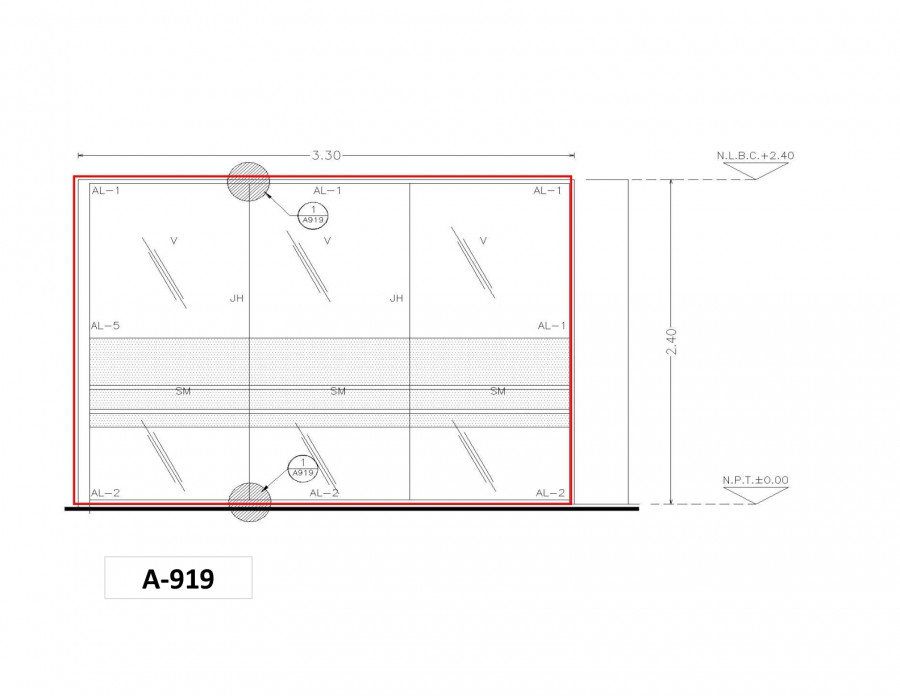 3.30
N.L.B.C.+2.40
AL-1
AL-1
AL-1
1
A919
V
V
V
JH
JH
AL-5
AL-1
2.40
SM
SM
SM
1
A919
N.P.T.±0.00
AL-2
AL-2
AL-2
A-919